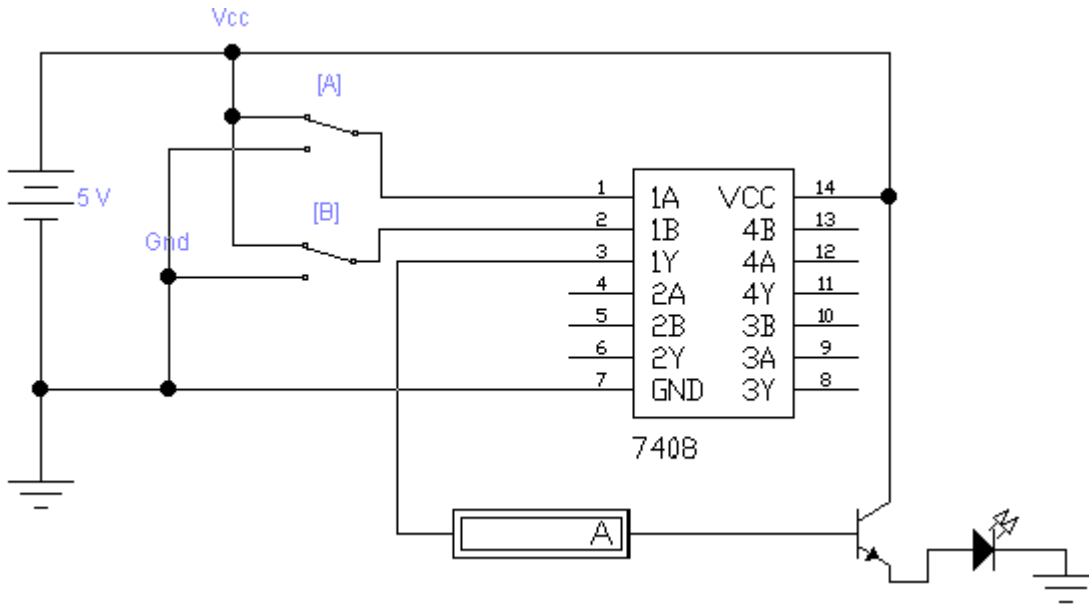 Vcc
[A]
5 V
[B]
Gnd
1 1A VCC 14
2 1B 4B 13
3 1Y 4A 12
4 2A 4Y 11
5 2B 3B 10
6 2Y 3A 9
7 GND 3Y 8
7408
A